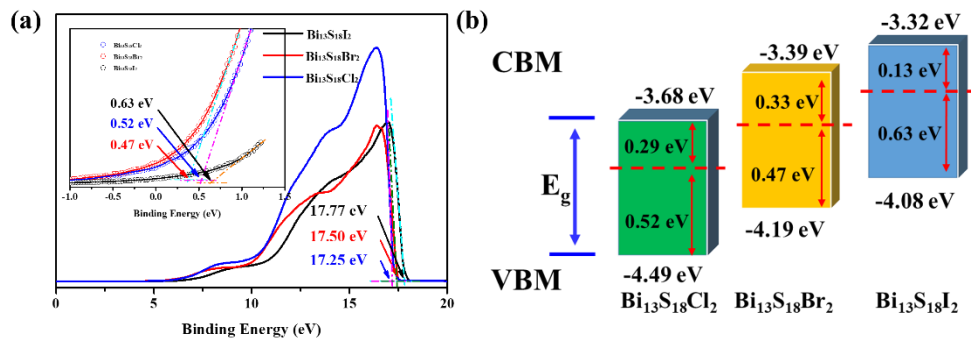 (a)
Bi₁₃S₁₈I₂
Bi₁₃S₁₈Br₂
Bi₁₃S₁₈Cl₂
Bi₁₃S₁₈Cl₂
Bi₁₃S₁₈Br₂
Bi₁₃S₁₈I₂
0.63 eV
0.52 eV
0.47 eV
-1.0 -0.5 0.0 0.5 1.0 1.5
Binding Energy (eV)
17.77 eV
17.50 eV
17.25 eV
0 5 10 15 20
Binding Energy (eV)
(b)
CBM
VBM
E₉
-3.68 eV
0.29 eV
0.52 eV
-4.49 eV
Bi₁₃S₁₈Cl₂
-3.39 eV
0.33 eV
0.47 eV
-4.19 eV
Bi₁₃S₁₈Br₂
-3.32 eV
0.13 eV
0.63 eV
-4.08 eV
Bi₁₃S₁₈I₂